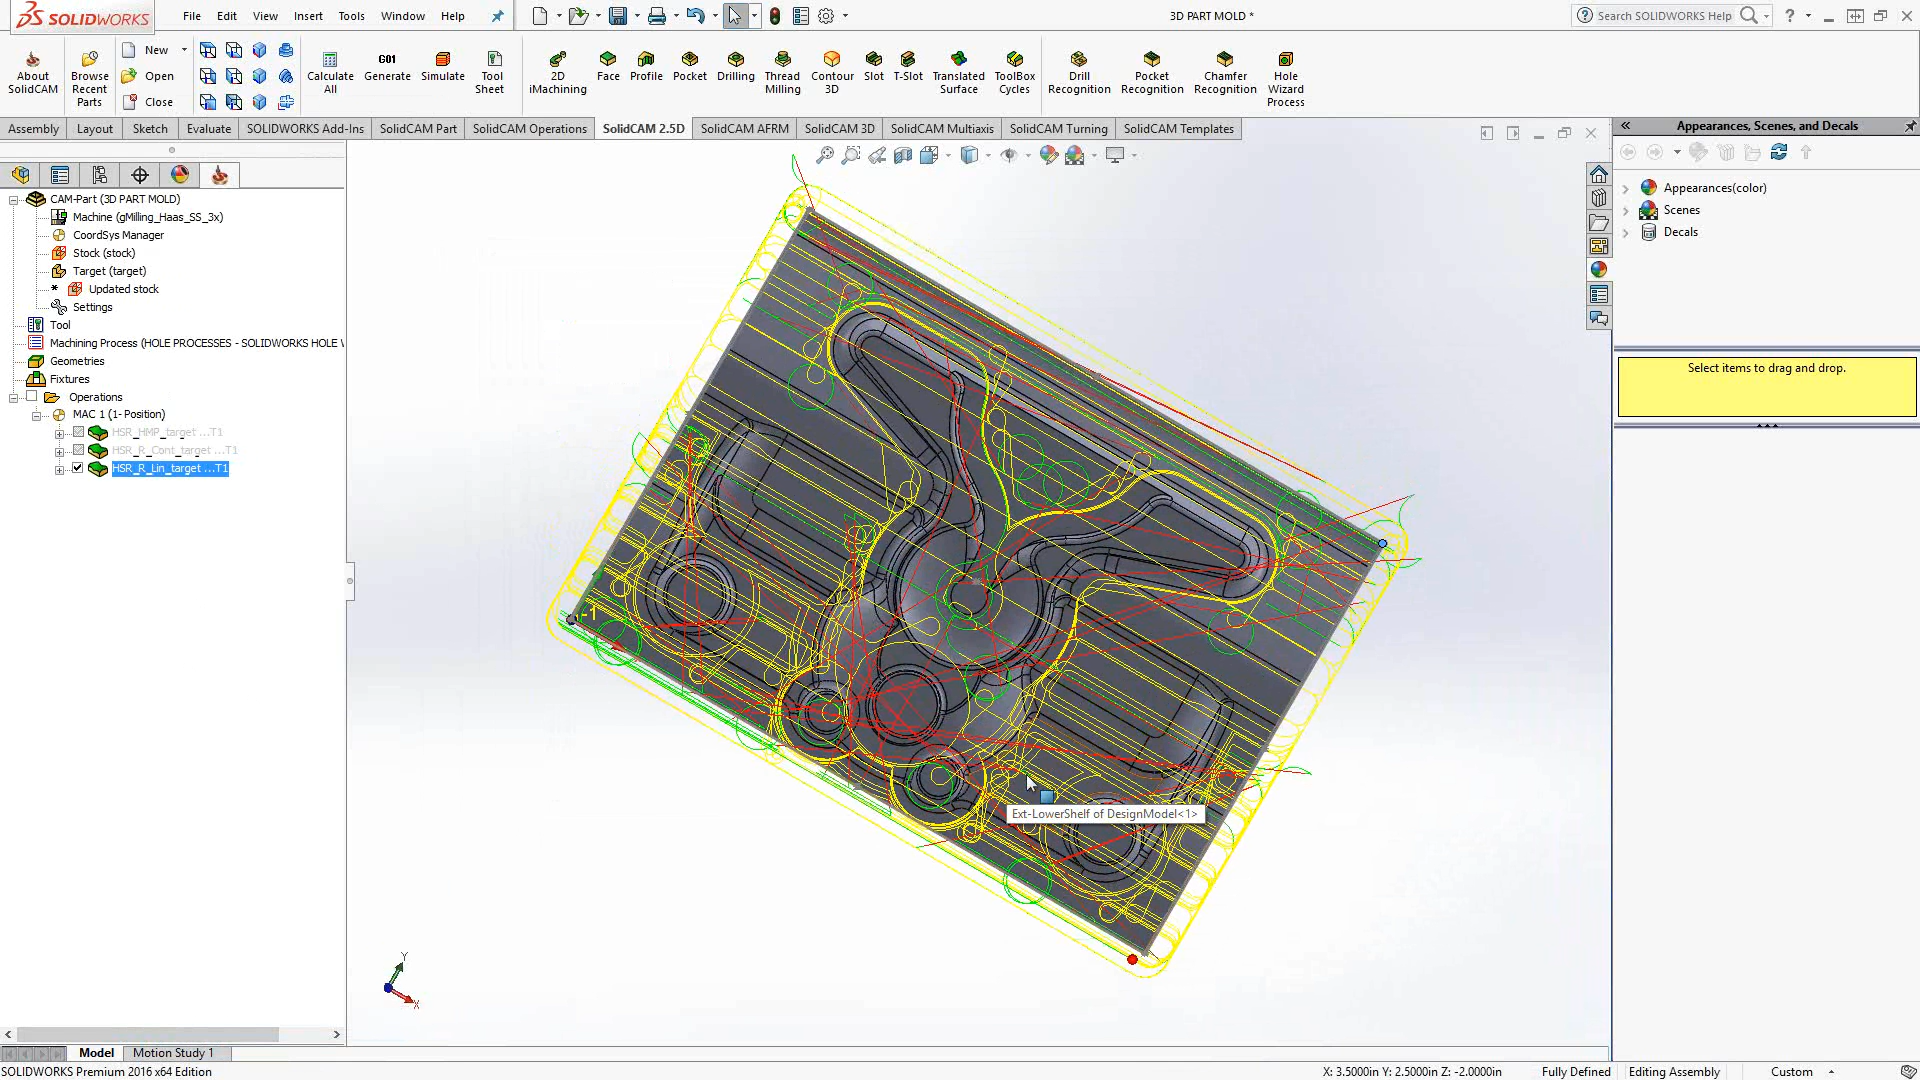 SOLIDWORKS
File Edit View Insert Tools Window Help
3D PART MOLD *
Search SOLIDWORKS Help
?
About SolidCAM
Browse Recent Parts
New
Open
Close
Calculate All
G01
Generate
Simulate
Tool Sheet
2D iMachining
Face
Profile
Pocket
Drilling
Thread Milling
Contour 3D
Slot
T-Slot
Translated Surface
ToolBox Cycles
Drill Recognition
Pocket Recognition
Chamfer Recognition
Hole Wizard Process
Assembly Layout Sketch Evaluate SOLIDWORKS Add-Ins SolidCAM Part SolidCAM Operations SolidCAM 2.5D SolidCAM AFRM SolidCAM 3D SolidCAM Multiaxis SolidCAM Turning SolidCAM Templates
Appearances, Scenes, and Decals
Appearances(color)
Scenes
Decals
Select items to drag and drop.
CAM-Part (3D PART MOLD)
Machine (gMilling_Haas_SS_3x)
CoordSys Manager
Stock (stock)
Target (target)
* Updated stock
Settings
Tool
Machining Process (HOLE PROCESSES - SOLIDWORKS HOLE
Geometries
Fixtures
Operations
MAC 1 (1- Position)
HSR_HMP_target ...T1
HSR_R_Cont_target ...T1
HSR_R_Lin_target ...T1
Ext-LowerShelf of DesignModel<1>
Y
X
Model Motion Study 1
SOLIDWORKS Premium 2016 x64 Edition
X: 3.5000in Y: 2.5000in Z: -2.0000in
Fully Defined
Editing Assembly
Custom